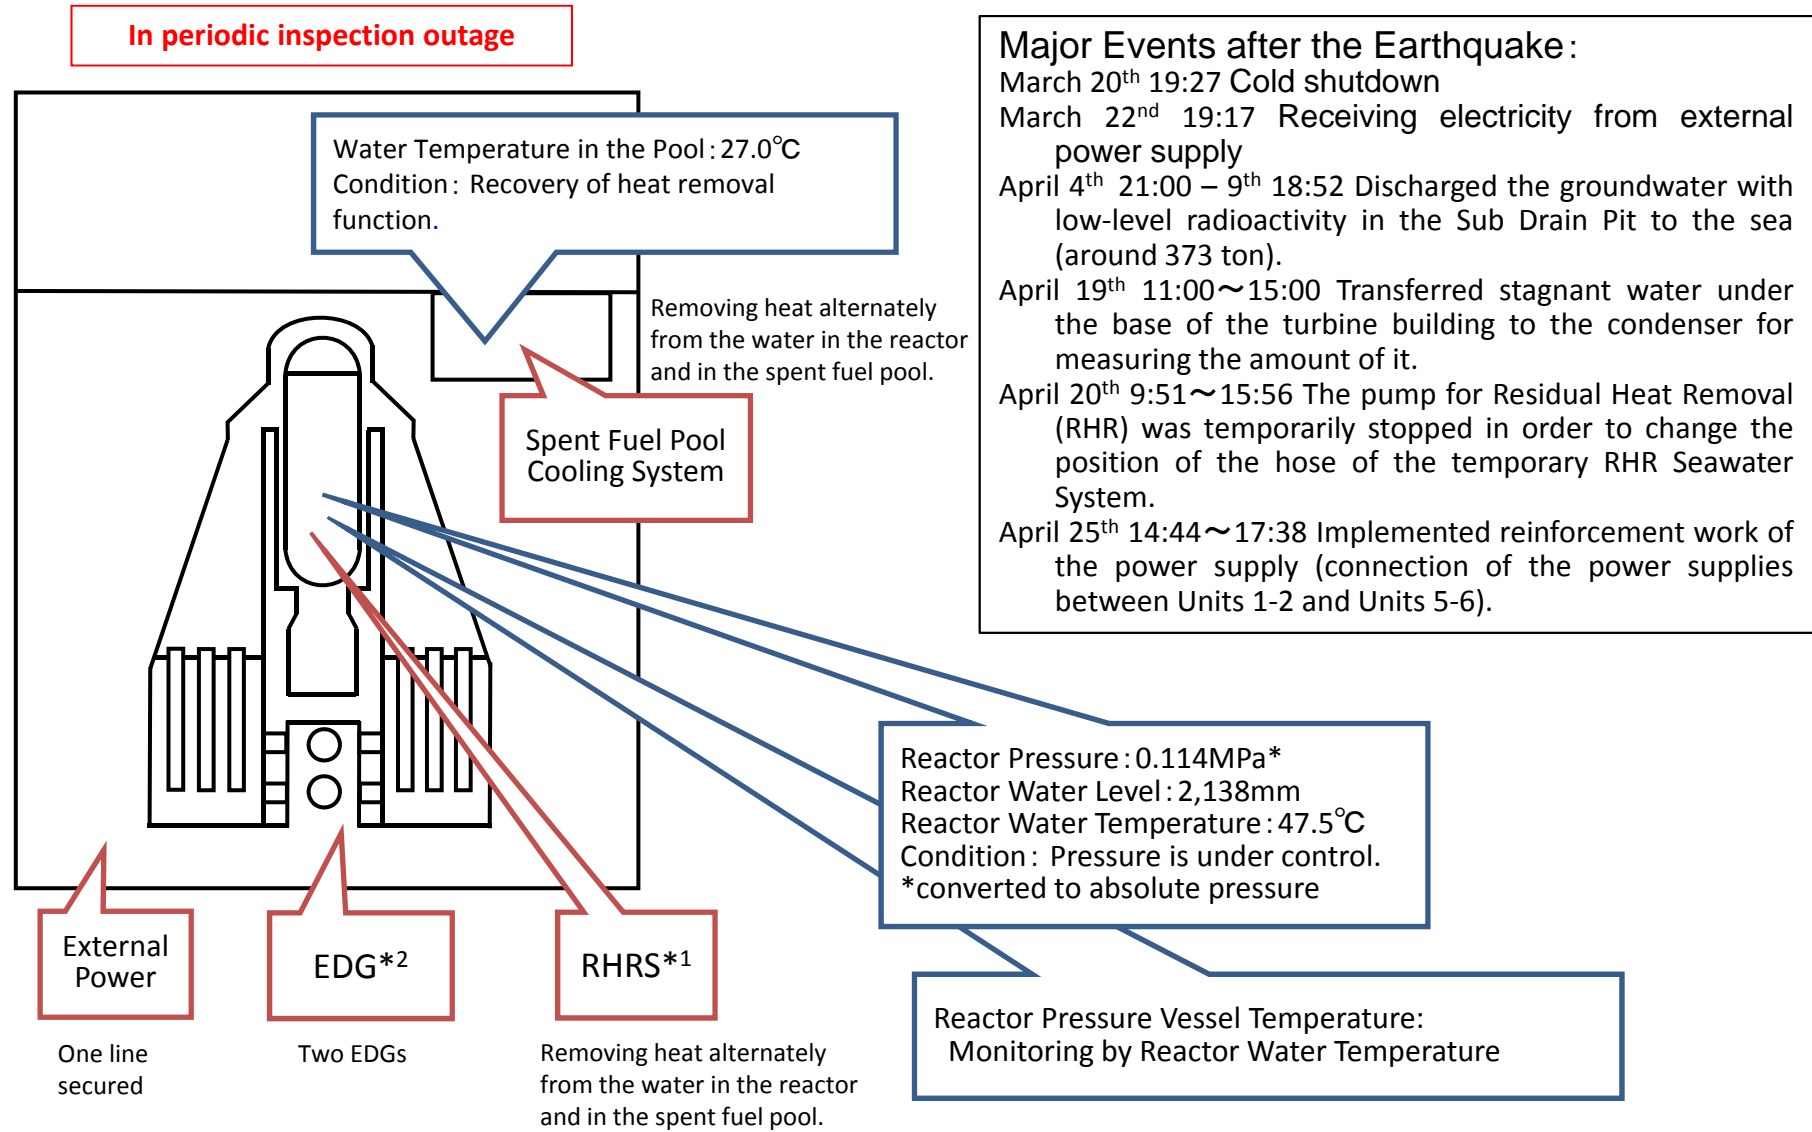 In periodic inspection outage
Water Temperature in the Pool：27.0℃
Condition： Recovery of heat removal
function.
Removing heat alternately
from the water in the reactor
and in the spent fuel pool.
Spent Fuel Pool
Cooling System
Major Events after the Earthquake：
March 20th 19:27 Cold shutdown
March 22nd 19:17 Receiving electricity from external
power supply
April 4th 21:00 – 9th 18:52 Discharged the groundwater with
low-level radioactivity in the Sub Drain Pit to the sea
(around 373 ton).
April 19th 11:00～15:00 Transferred stagnant water under
the base of the turbine building to the condenser for
measuring the amount of it.
April 20th 9:51～15:56 The pump for Residual Heat Removal
(RHR) was temporarily stopped in order to change the
position of the hose of the temporary RHR Seawater
System.
April 25th 14:44～17:38 Implemented reinforcement work of
the power supply (connection of the power supplies
between Units 1-2 and Units 5-6).
Reactor Pressure：0.114MPa*
Reactor Water Level：2,138mm
Reactor Water Temperature：47.5℃
Condition： Pressure is under control.
*converted to absolute pressure
Reactor Pressure Vessel Temperature:
Monitoring by Reactor Water Temperature
External
Power
One line
secured
EDG*2
Two EDGs
RHRS*1
Removing heat alternately
from the water in the reactor
and in the spent fuel pool.